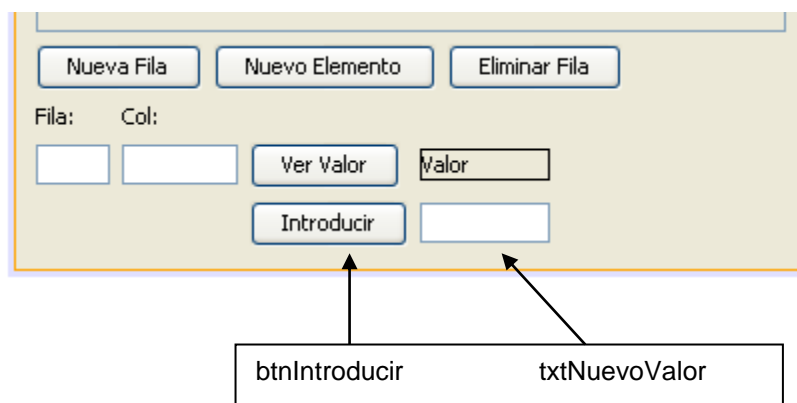 Nueva Fila Nuevo Elemento Eliminar Fila
Fila: Col:
Ver Valor Valor
Introducir
btnIntroducir txtNuevoValor